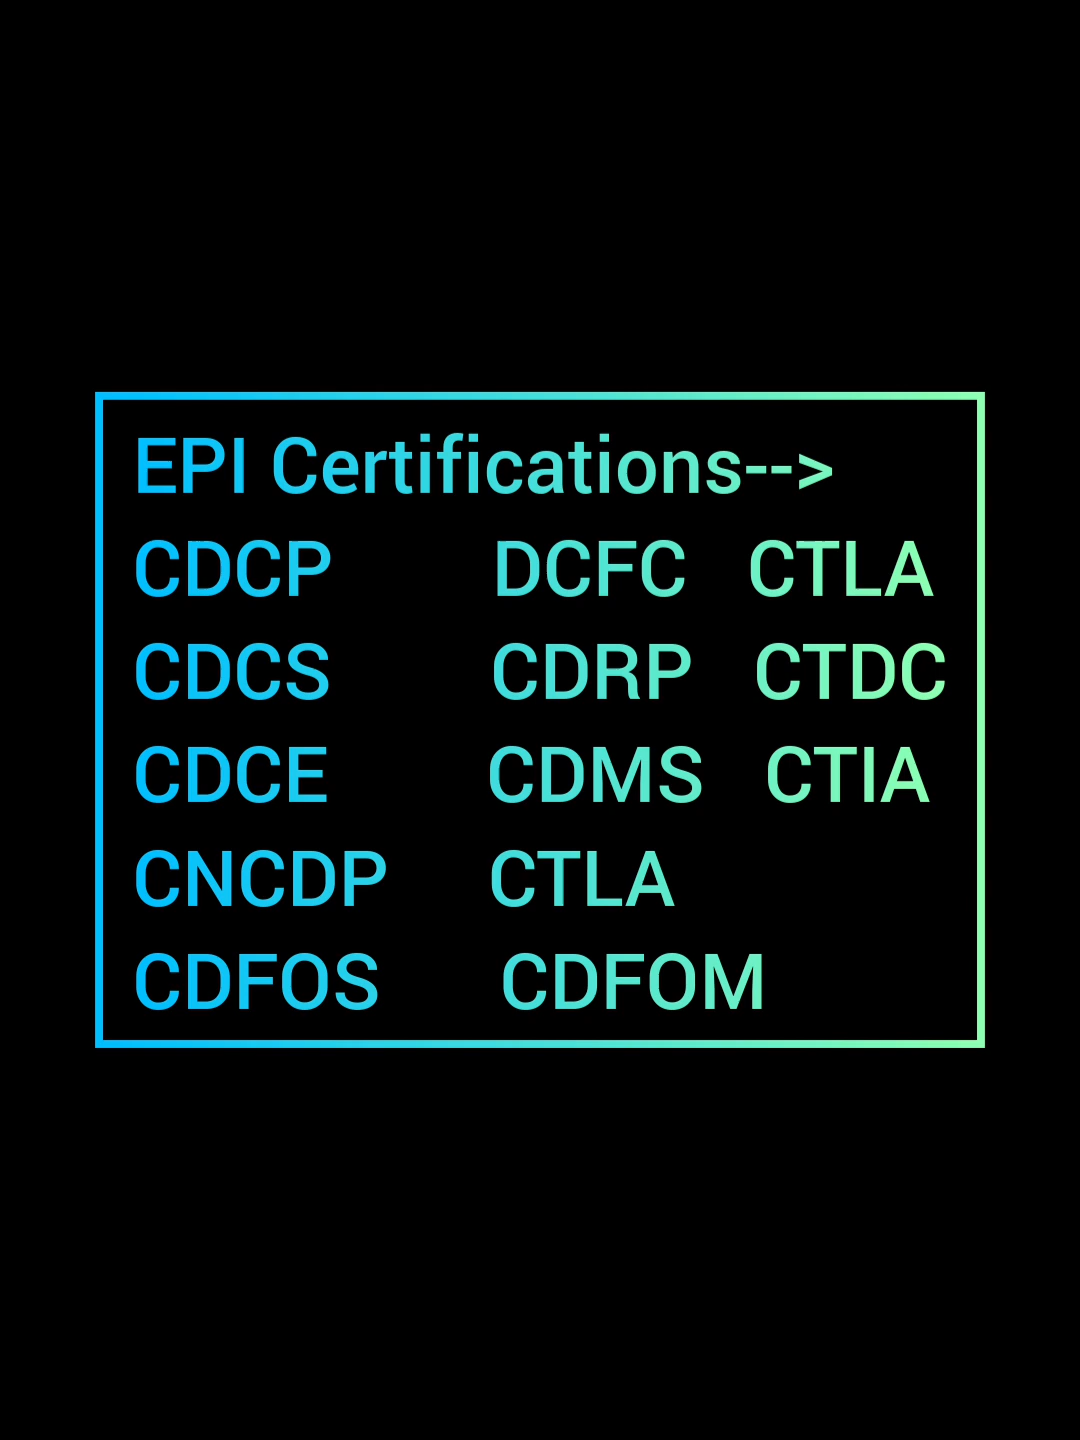 EPI Certifications-->
CDCP DCFC CTLA
CDCS CDRP CTDC
CDCE CDMS CTIA
CNCDP CTLA
CDFOS CDFOM